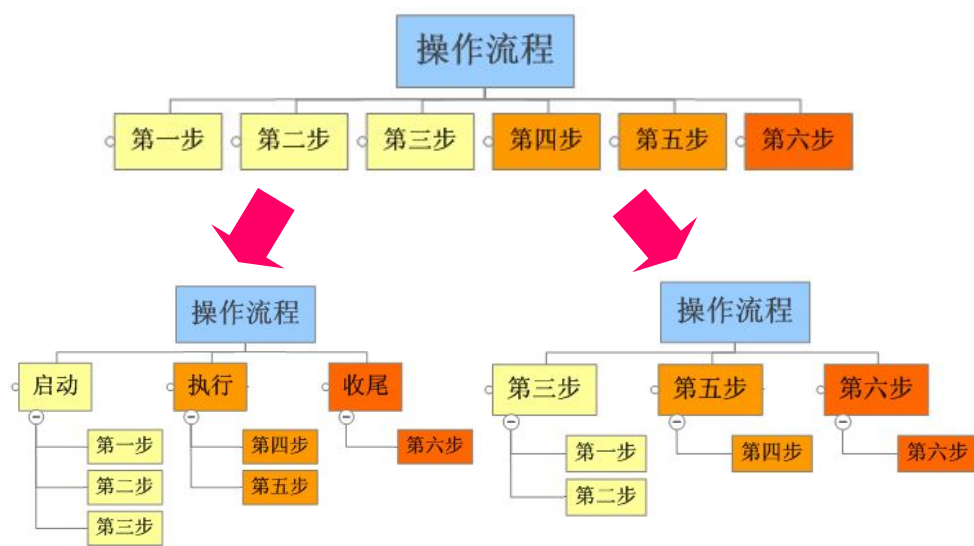 操作流程
第一步 第二步 第三步 第四步 第五步 第六步
操作流程
启动 执行 收尾
第一步 第四步 第六步
第二步 第五步
第三步
操作流程
第三步 第五步 第六步
第一步 第四步 第六步
第二步